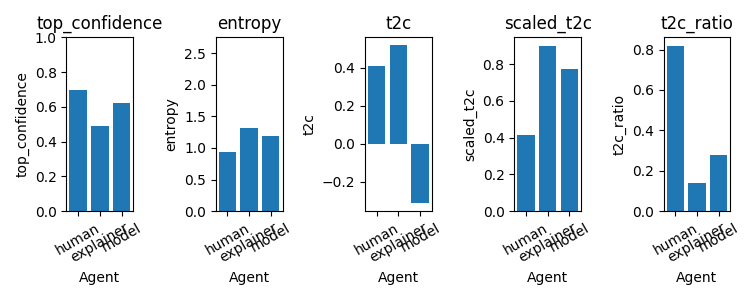 top_confidence
entropy
t2c
scaled_t2c
t2c_ratio
top_confidence
1.0
0.8
0.6
0.4
0.2
0.0
human
explainer
model
Agent
entropy
2.5
2.0
1.5
1.0
0.5
0.0
human
explainer
model
Agent
t2c
0.4
0.2
0.0
−0.2
human
explainer
model
Agent
scaled_t2c
0.8
0.6
0.4
0.2
0.0
human
explainer
model
Agent
t2c_ratio
0.8
0.6
0.4
0.2
0.0
human
explainer
model
Agent